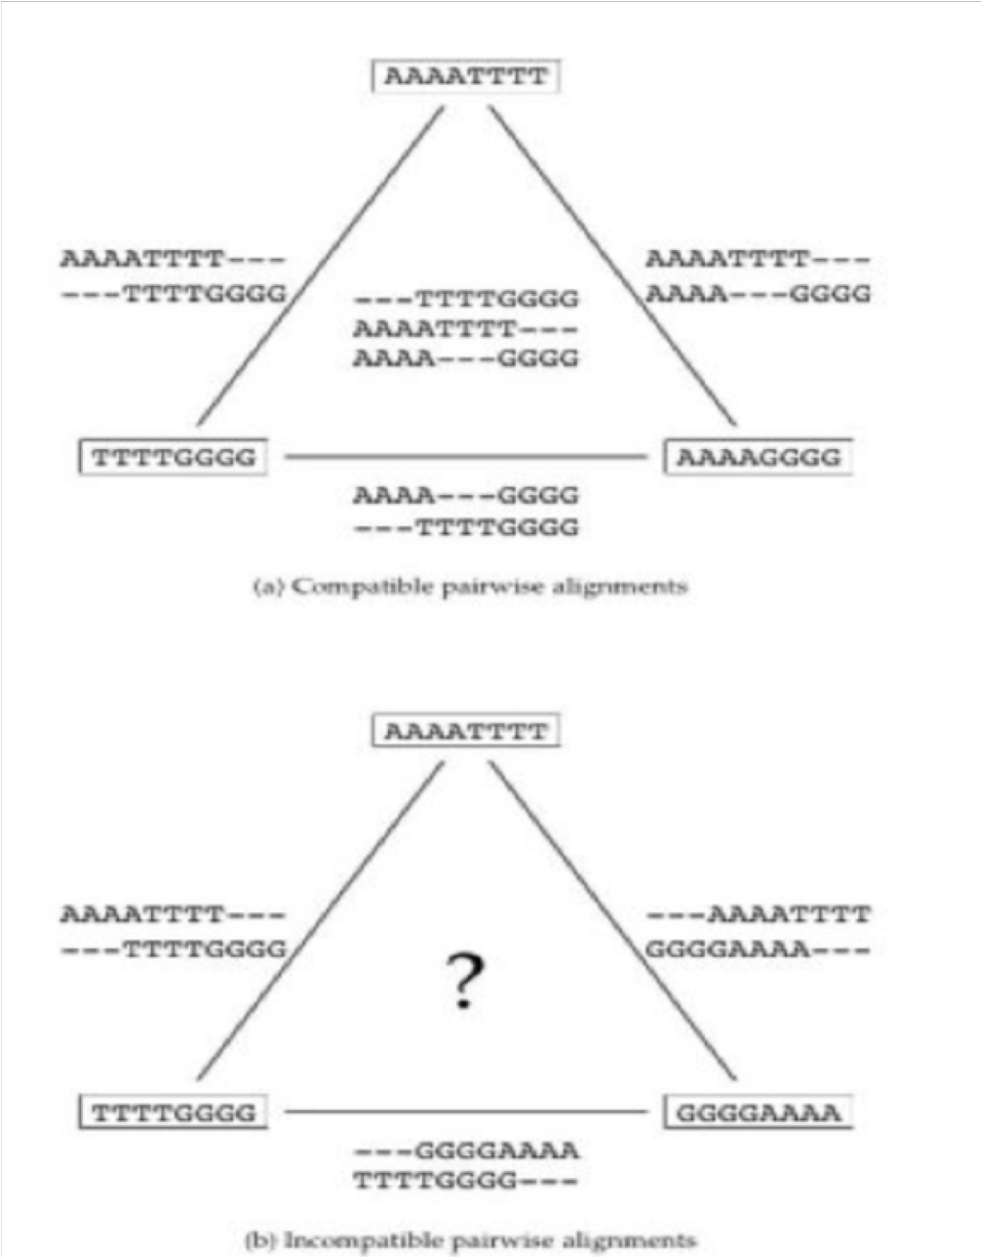 AAAATTTT
AAAATTTT---
---TTTTGGGG
AAAATTTT---
AAAA---GGGG
---TTTTGGGG
AAAATTTT---
AAAA---GGGG
TTTTGGGG
AAAAGGGG
AAAA---GGGG
---TTTTGGGG
(a) Compatible pairwise alignments
AAAATTTT
AAAATTTT---
---TTTTGGGG
---AAAATTTT
GGGGAAAA---
?
TTTTGGGG
GGGGAAAA
---GGGGAAAA
TTTTGGGG---
(b) Incompatible pairwise alignments